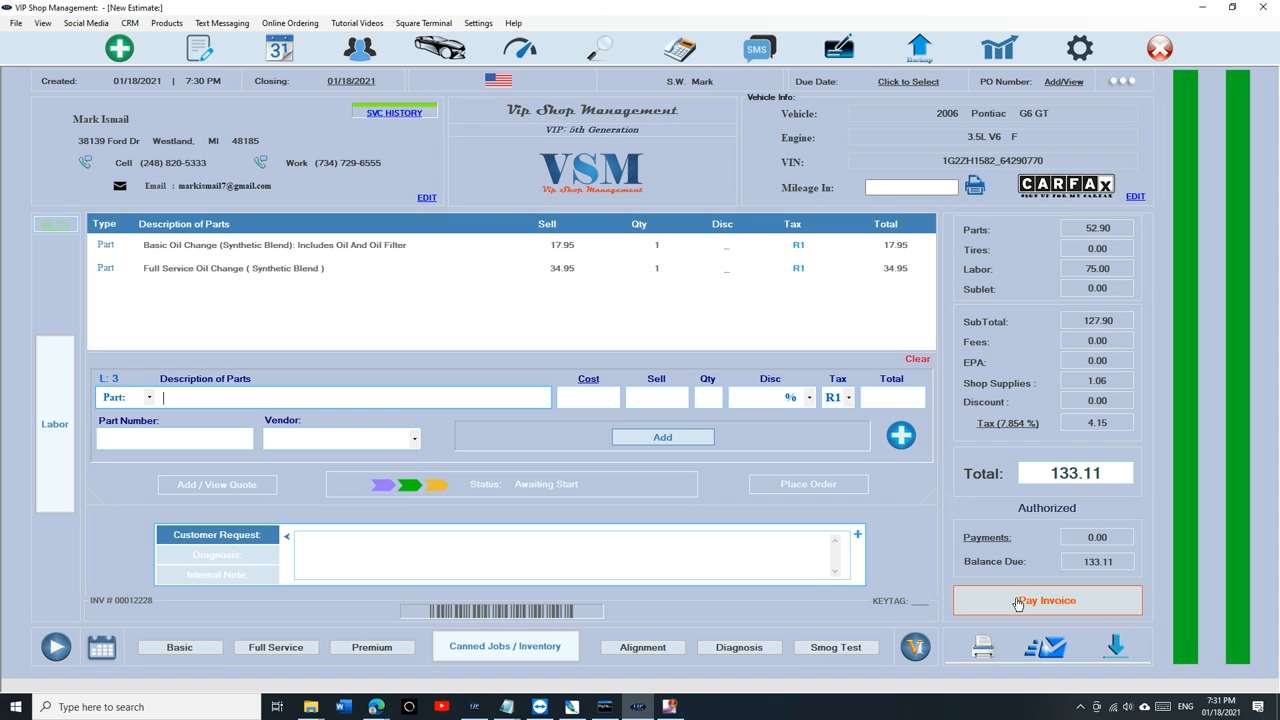 VIP Shop Management:  - [New Estimate:]
File View Social Media CRM Products Text Messaging Online Ordering Tutorial Videos Square Terminal Settings Help
31 SMS Backup
Created: 01/18/2021 | 7:30 PM Closing: 01/18/2021 S.W. Mark Due Date: Click to Select PO Number: Add/View
Mark Ismail
SVC HISTORY
38139 Ford Dr Westland, MI 48185
Cell (248) 820-5333 Work (734) 729-6555
Email : markismail7@gmail.com
EDIT
Vip Shop Management
VIP: 5th Generation
VSM
Vip Shop Management
Vehicle Info:
Vehicle: 2006 Pontiac G6 GT
Engine: 3.5L V6 F
VIN: 1G2ZH1582_64290770
Mileage In: CARFAX
SIGN UP FOR MY CARFAX
EDIT
Type Description of Parts Sell Qty Disc Tax Total
Part Basic Oil Change (Synthetic Blend): Includes Oil And Oil Filter 17.95 1 _ R1 17.95
Part Full Service Oil Change ( Synthetic Blend ) 34.95 1 _ R1 34.95
Clear
Labor
L: 3 Description of Parts Cost Sell Qty Disc Tax Total
Part: % R1
Part Number: Vendor:
Add
Add / View Quote Status: Awaiting Start Place Order
Customer Request: <  +
Diagnosis:
Internal Note:
INV # 00012228 KEYTAG: ____
Parts: 52.90
Tires: 0.00
Labor: 75.00
Sublet: 0.00
SubTotal: 127.90
Fees: 0.00
EPA: 0.00
Shop Supplies : 1.06
Discount : 0.00
Tax (7.854 %) 4.15
Total: 133.11
Authorized
Payments: 0.00
Balance Due: 133.11
Pay Invoice
Basic Full Service Premium Canned Jobs / Inventory Alignment Diagnosis Smog Test VI
Type here to search
ENG 7:31 PM
01/18/2021